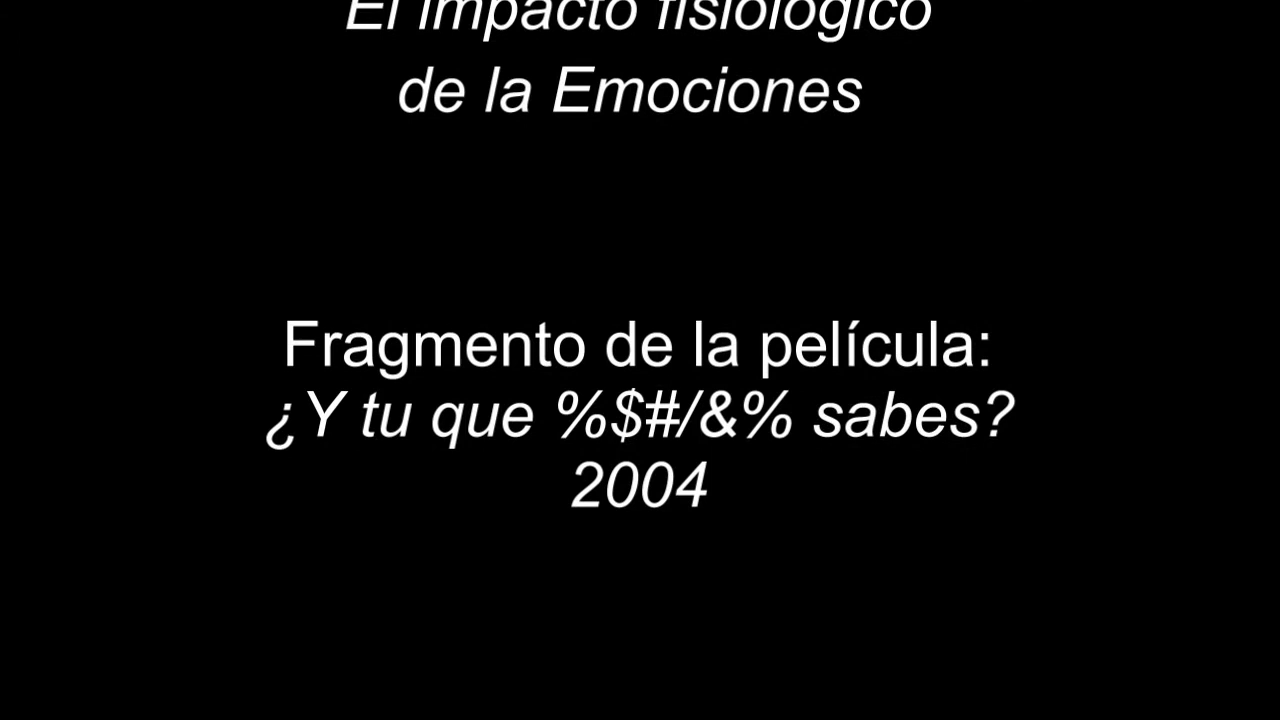 El impacto fisiológico
de la Emociones
Fragmento de la película:
¿Y tu que %$#/&% sabes?
2004